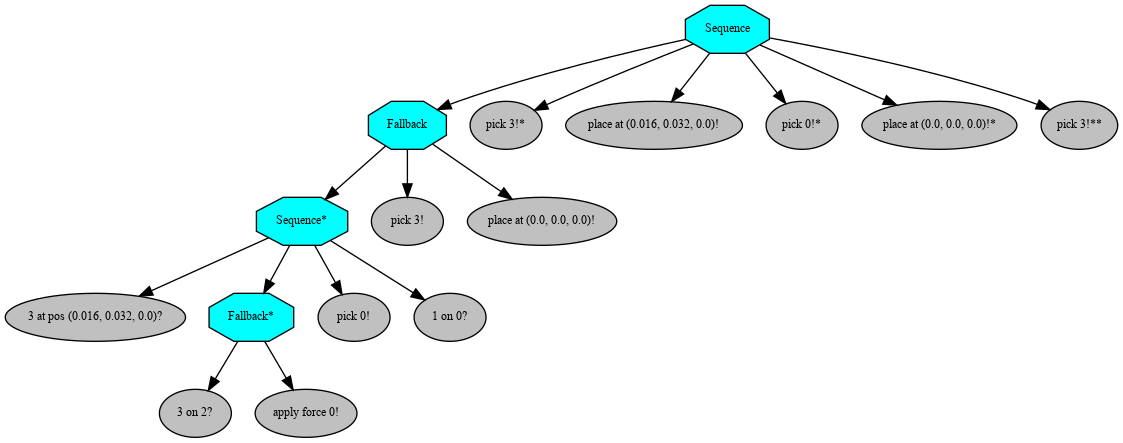 Sequence
Fallback
pick 3!*
place at (0.016, 0.032, 0.0)!
pick 0!*
place at (0.0, 0.0, 0.0)!*
pick 3!**
Sequence*
pick 3!
place at (0.0, 0.0, 0.0)!
3 at pos (0.016, 0.032, 0.0)?
Fallback*
pick 0!
1 on 0?
3 on 2?
apply force 0!